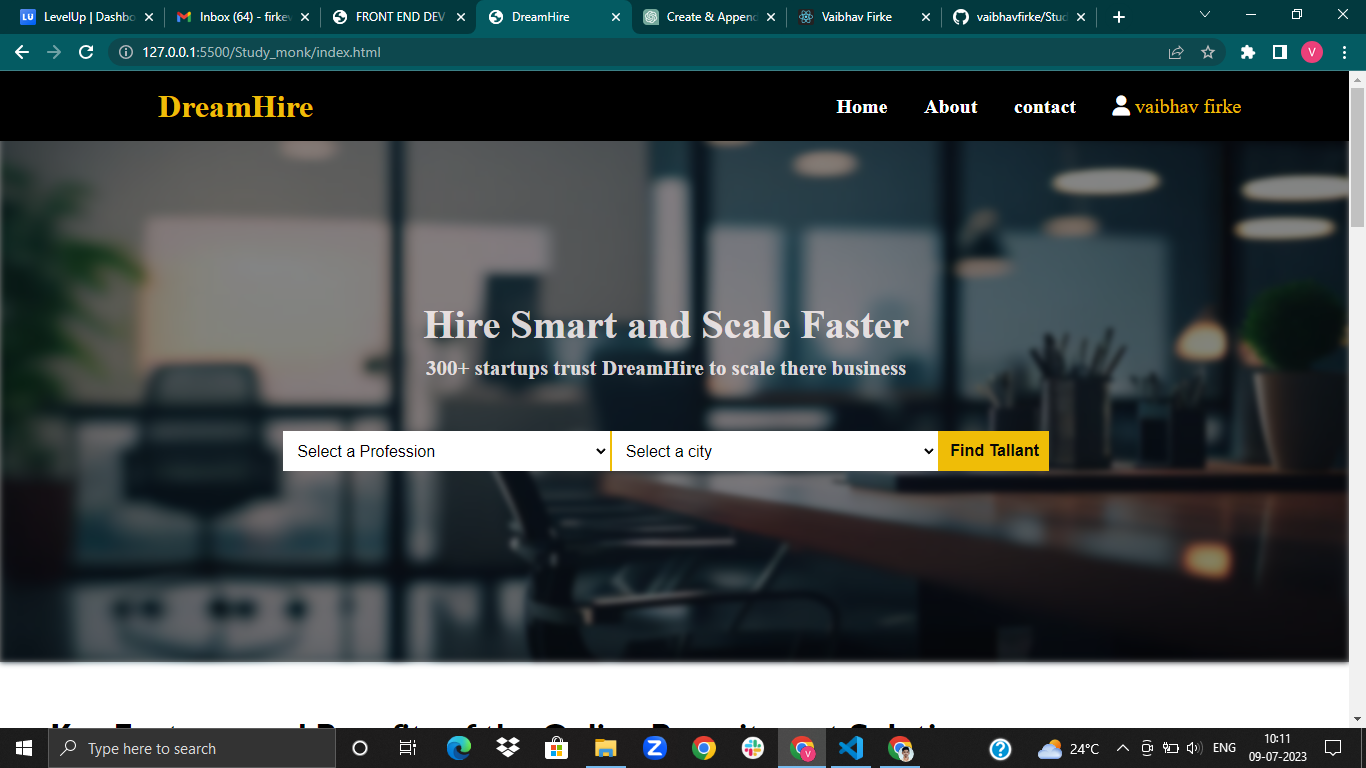 LevelUp | Dashbo
Inbox (64) - firkev
FRONT END DEV
DreamHire
Create & Append
Vaibhav Firke
vaibhavfirke/Stud
127.0.0.1:5500/Study_monk/index.html
V
DreamHire
Home
About
contact
vaibhav firke
Hire Smart and Scale Faster
300+ startups trust DreamHire to scale there business
Select a Profession
Select a city
Find Tallant
Type here to search
24°C
ENG
10:11
09-07-2023